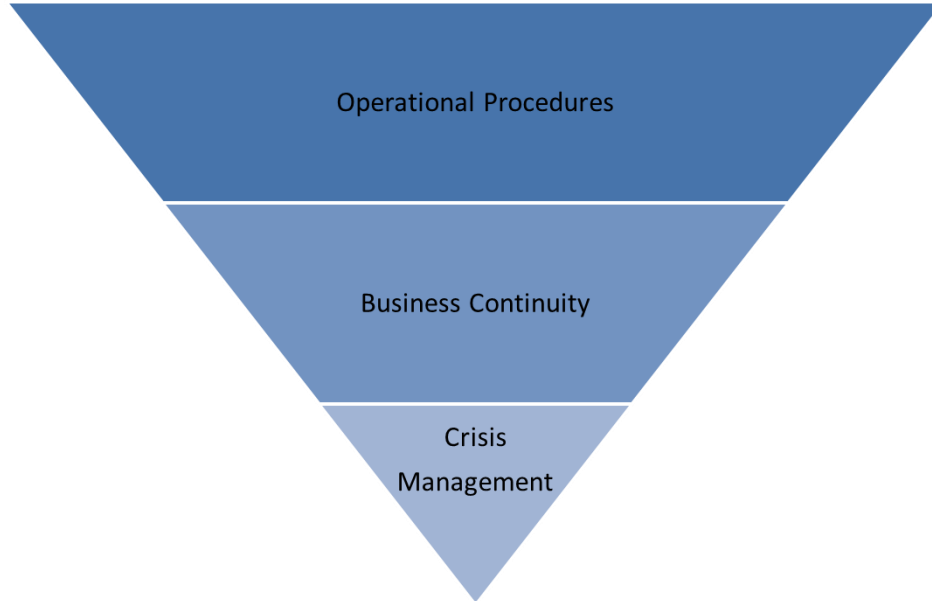 Operational Procedures
Business Continuity
Crisis
Management